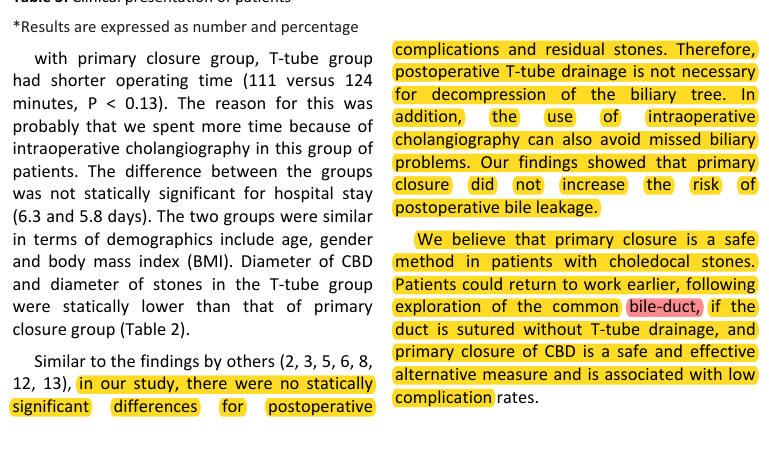 *Results are expressed as number and percentage
with primary closure group, T-tube group
had shorter operating time (111 versus 124
minutes, P < 0.13). The reason for this was
probably that we spent more time because of
intraoperative cholangiography in this group of
patients. The difference between the groups
was not statically significant for hospital stay
(6.3 and 5.8 days). The two groups were similar
in terms of demographics include age, gender
and body mass index (BMI). Diameter of CBD
and diameter of stones in the T-tube group
were statically lower than that of primary
closure group (Table 2).
Similar to the findings by others (2, 3, 5, 6, 8,
12, 13), in our study, there were no statically
significant differences for postoperative
complications and residual stones. Therefore,
postoperative T-tube drainage is not necessary
for decompression of the biliary tree. In
addition, the use of intraoperative
cholangiography can also avoid missed biliary
problems. Our findings showed that primary
closure did not increase the risk of
postoperative bile leakage.
We believe that primary closure is a safe
method in patients with choledocal stones.
Patients could return to work earlier, following
exploration of the common bile-duct, if the
duct is sutured without T-tube drainage, and
primary closure of CBD is a safe and effective
alternative measure and is associated with low
complication rates.